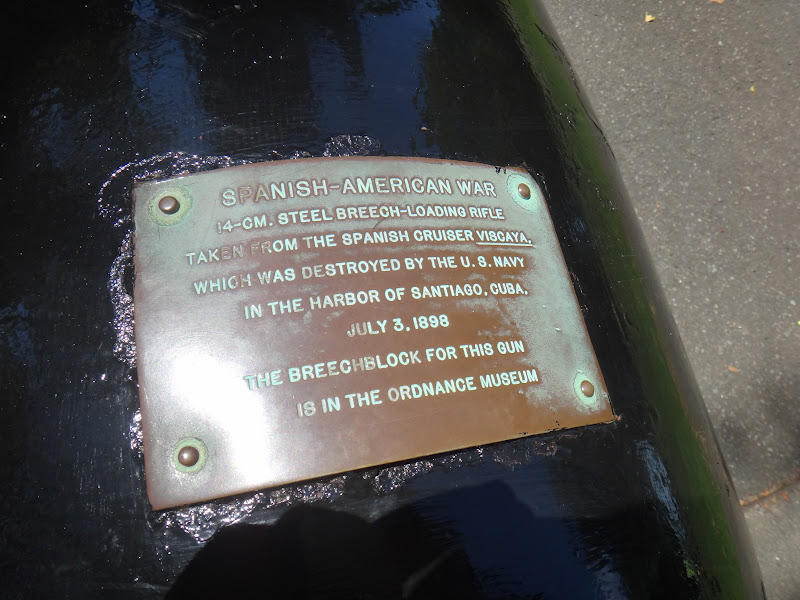 SPANISH-AMERICAN WAR
14-CM. STEEL BREECH-LOADING RIFLE
TAKEN FROM THE SPANISH CRUISER VISCAYA,
WHICH WAS DESTROYED BY THE U.S. NAVY
IN THE HARBOR OF SANTIAGO, CUBA,
JULY 3, 1898
THE BREECHBLOCK FOR THIS GUN
IS IN THE ORDNANCE MUSEUM